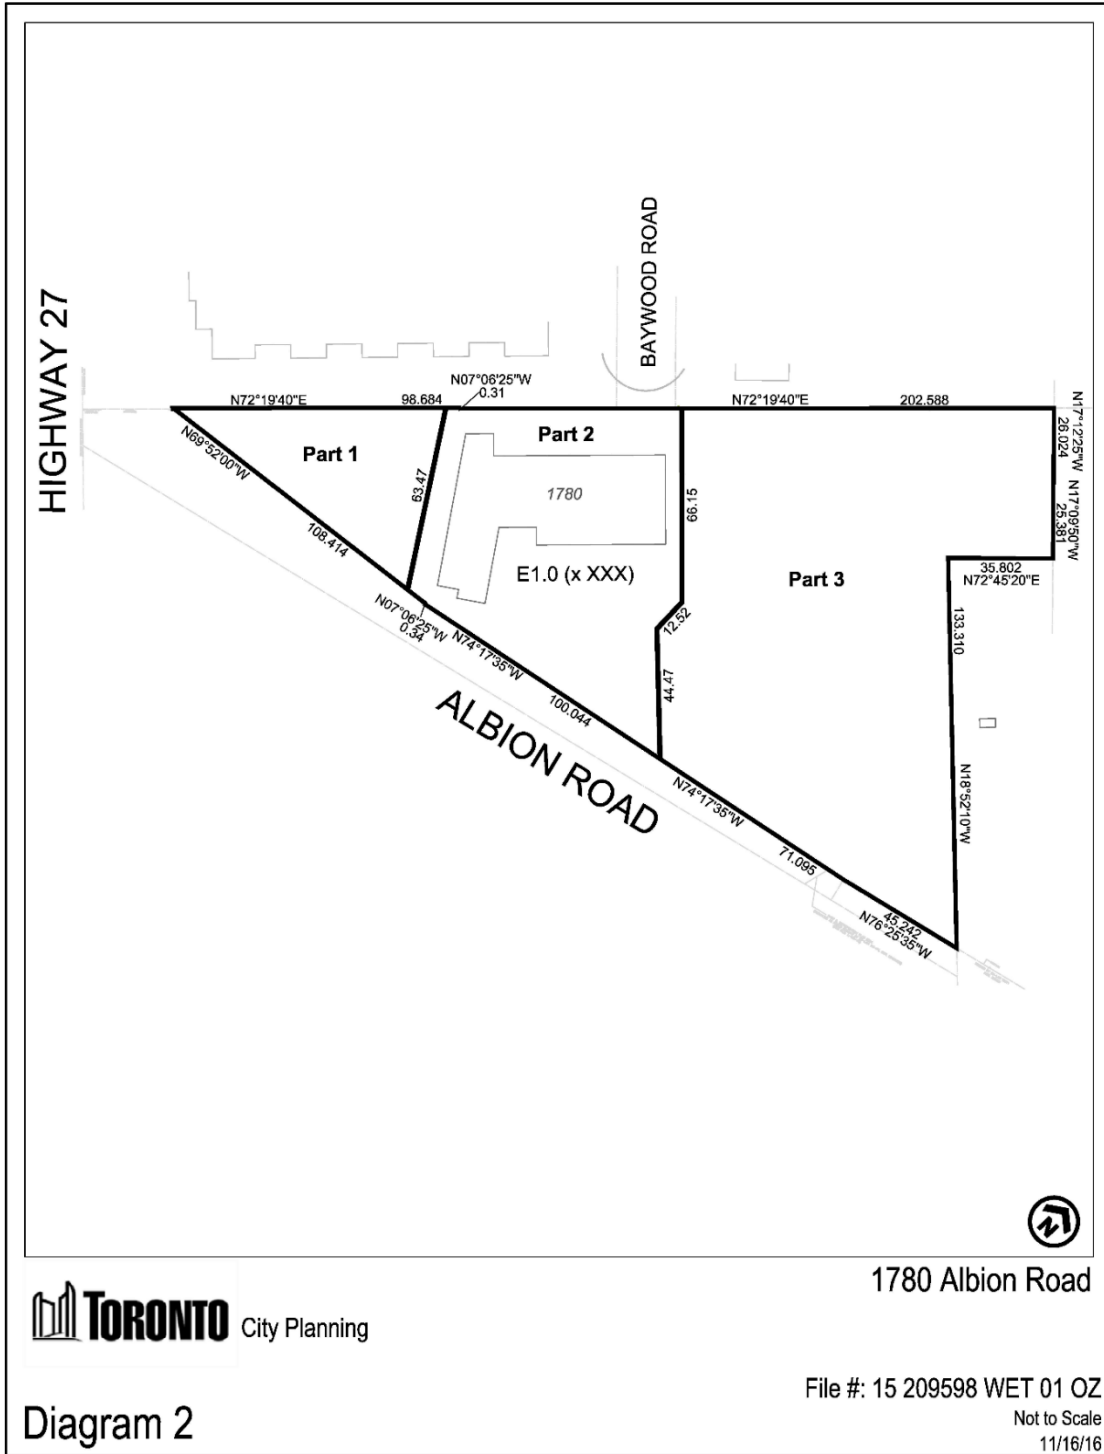 BAYWOOD ROAD
HIGHWAY 27
N07°06'25"W
0.31
N72°19'40"E
98.684
N72°19'40"E
202.588
N17°12'25"W
26.024
N69°52'00"W
Part 1
Part 2
63.47
1780
66.15
N17°09'50"W
25.381
108.414
E1.0 (x XXX)
Part 3
35.802
N72°45'20"E
N07°06'25"W
0.34
12.52
133.310
N74°17'35"W
44.47
100.044
ALBION ROAD
N74°17'35"W
N18°52'10"W
71.095
45.242
N76°25'35"W
N
1780 Albion Road
TORONTO City Planning
File #: 15 209598 WET 01 OZ
Diagram 2
Not to Scale
11/16/16